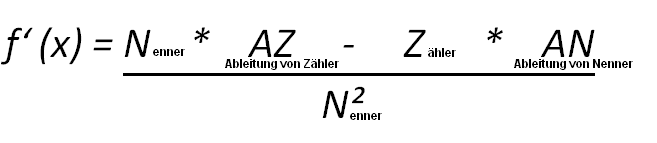 f‘ (x) = Nenner * AZ - Zähler * AN
Ableitung von Zähler Ableitung von Nenner
N²enner